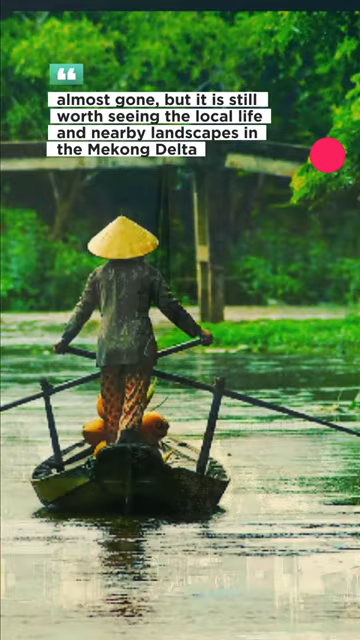 almost gone, but it is still
worth seeing the local life
and nearby landscapes in
the Mekong Delta